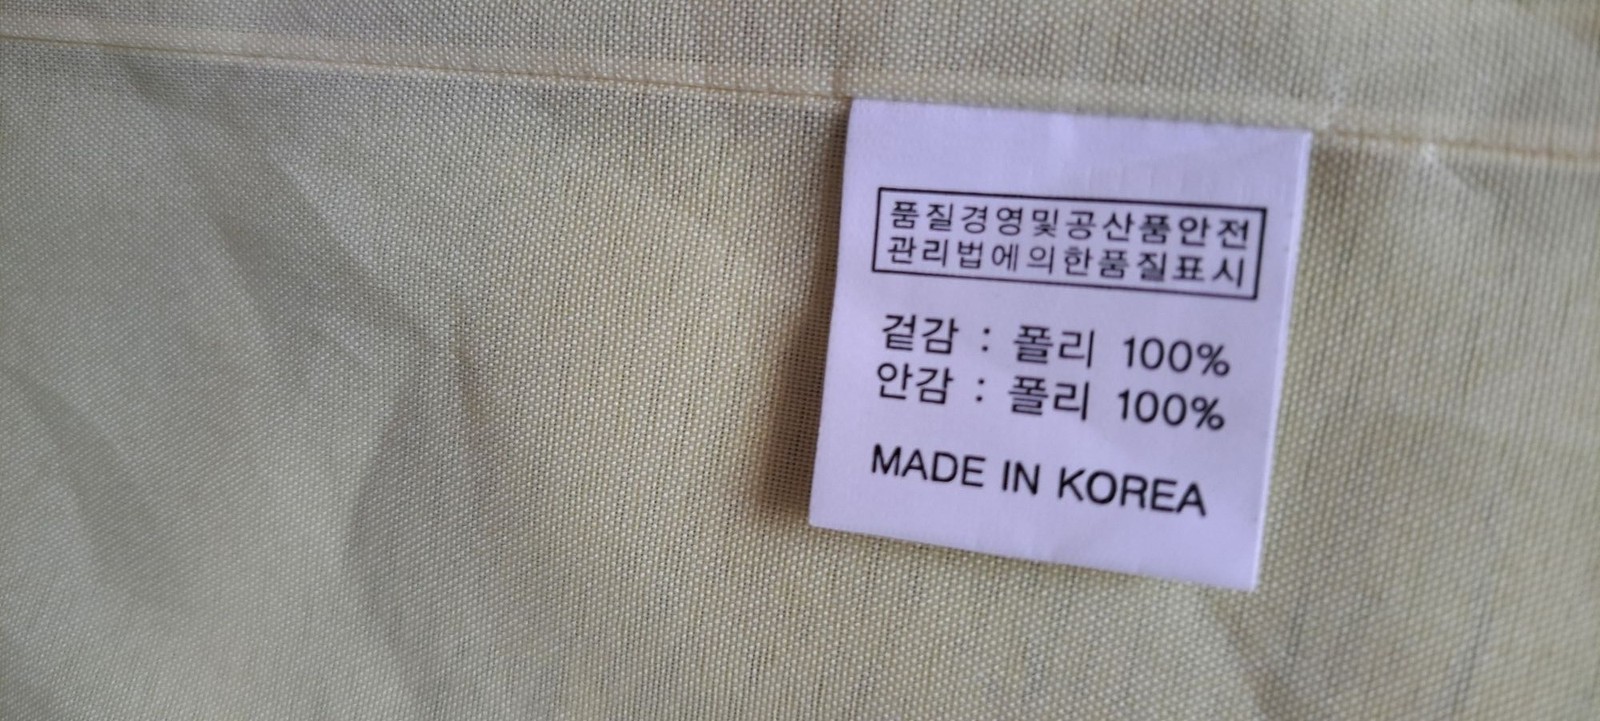 품질경영및공산품안전
관리법에의한품질표시
겉감 : 폴리 100%
안감 : 폴리 100%
MADE IN KOREA